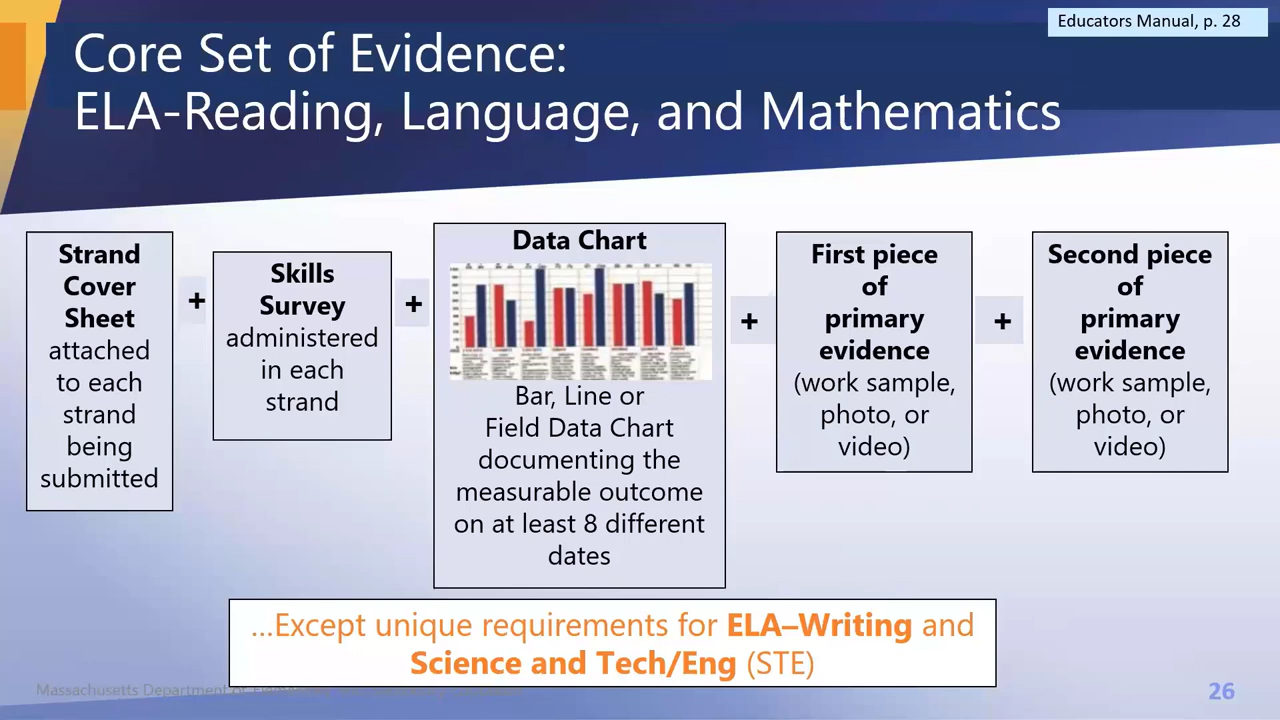 Educators Manual, p. 28
Core Set of Evidence:
ELA-Reading, Language, and Mathematics
Strand
Cover
Sheet
attached
to each
strand
being
submitted
+
Skills
Survey
administered
in each
strand
+
Data Chart
Bar, Line or
Field Data Chart
documenting the
measurable outcome
on at least 8 different
dates
+
First piece
of
primary
evidence
(work sample,
photo, or
video)
+
Second piece
of
primary
evidence
(work sample,
photo, or
video)
...Except unique requirements for ELA–Writing and
Science and Tech/Eng (STE)
Massachusetts Department of
26